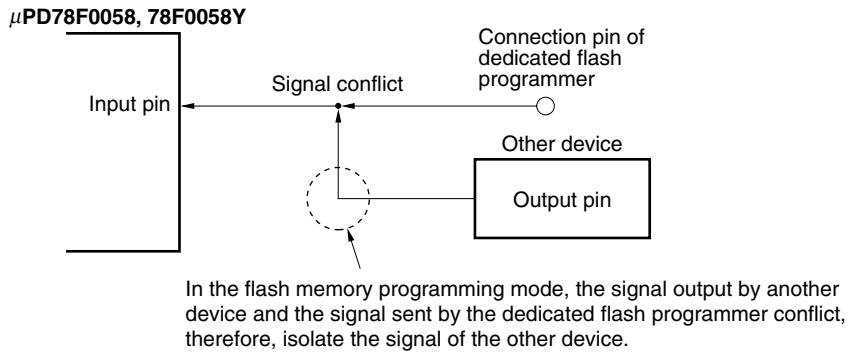 μPD78F0058, 78F0058Y
Connection pin of
dedicated flash
programmer
Signal conflict
Input pin
Other device
Output pin
In the flash memory programming mode, the signal output by another
device and the signal sent by the dedicated flash programmer conflict,
therefore, isolate the signal of the other device.